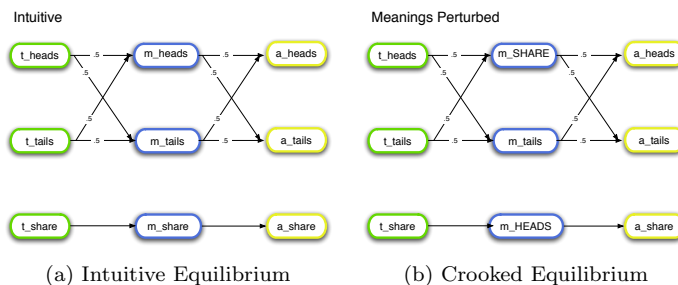 Intuitive
Meanings Perturbed
t_heads .5 m_heads .5 a_heads
t_heads .5 m_SHARE .5 a_heads
.5 .5
.5 .5
.5 .5
.5 .5
t_tails .5 m_tails .5 a_tails
t_tails .5 m_tails .5 a_tails
t_share m_share a_share
t_share m_HEADS a_share
(a) Intuitive Equilibrium
(b) Crooked Equilibrium